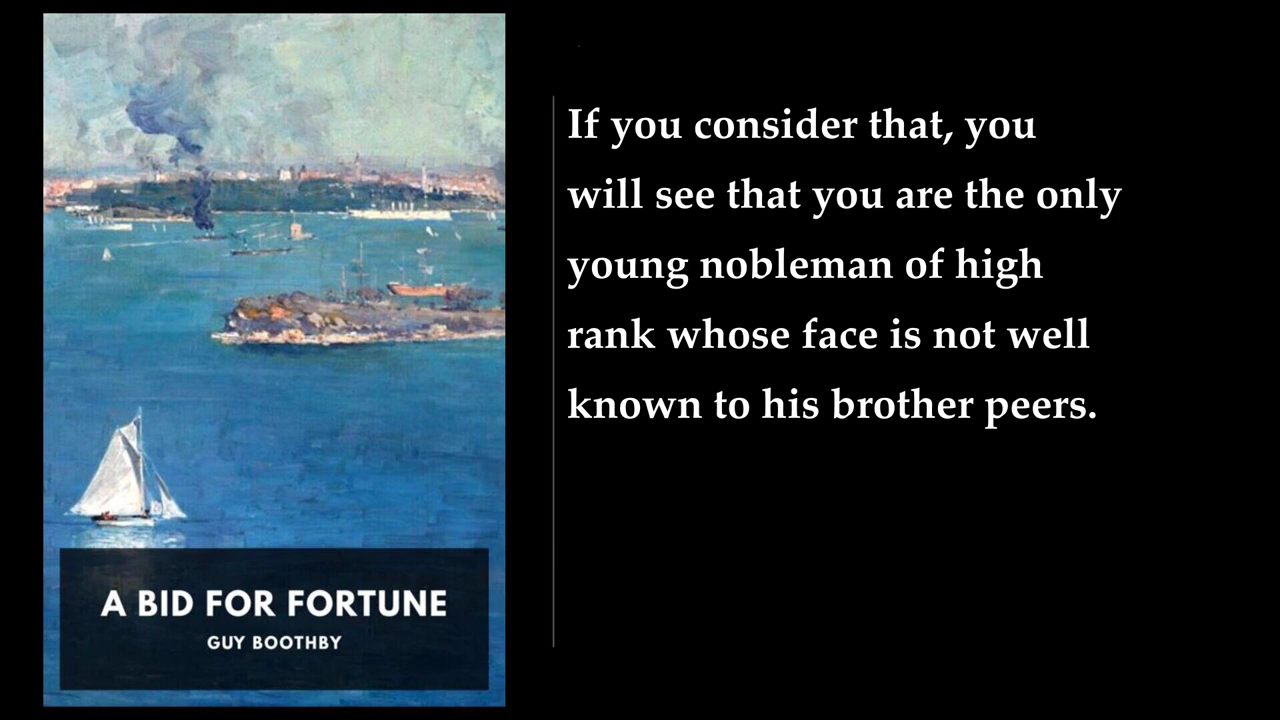 If you consider that, you
will see that you are the only
young nobleman of high
rank whose face is not well
known to his brother peers.
A BID FOR FORTUNE
GUY BOOTHBY